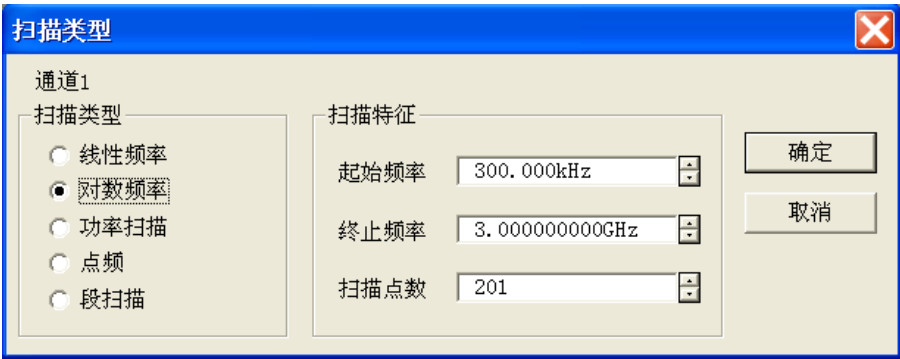 扫描类型
通道1
扫描类型
线性频率
对数频率
功率扫描
点频
段扫描
扫描特征
起始频率 300.000kHz
终止频率 3.000000000GHz
扫描点数 201
确定
取消